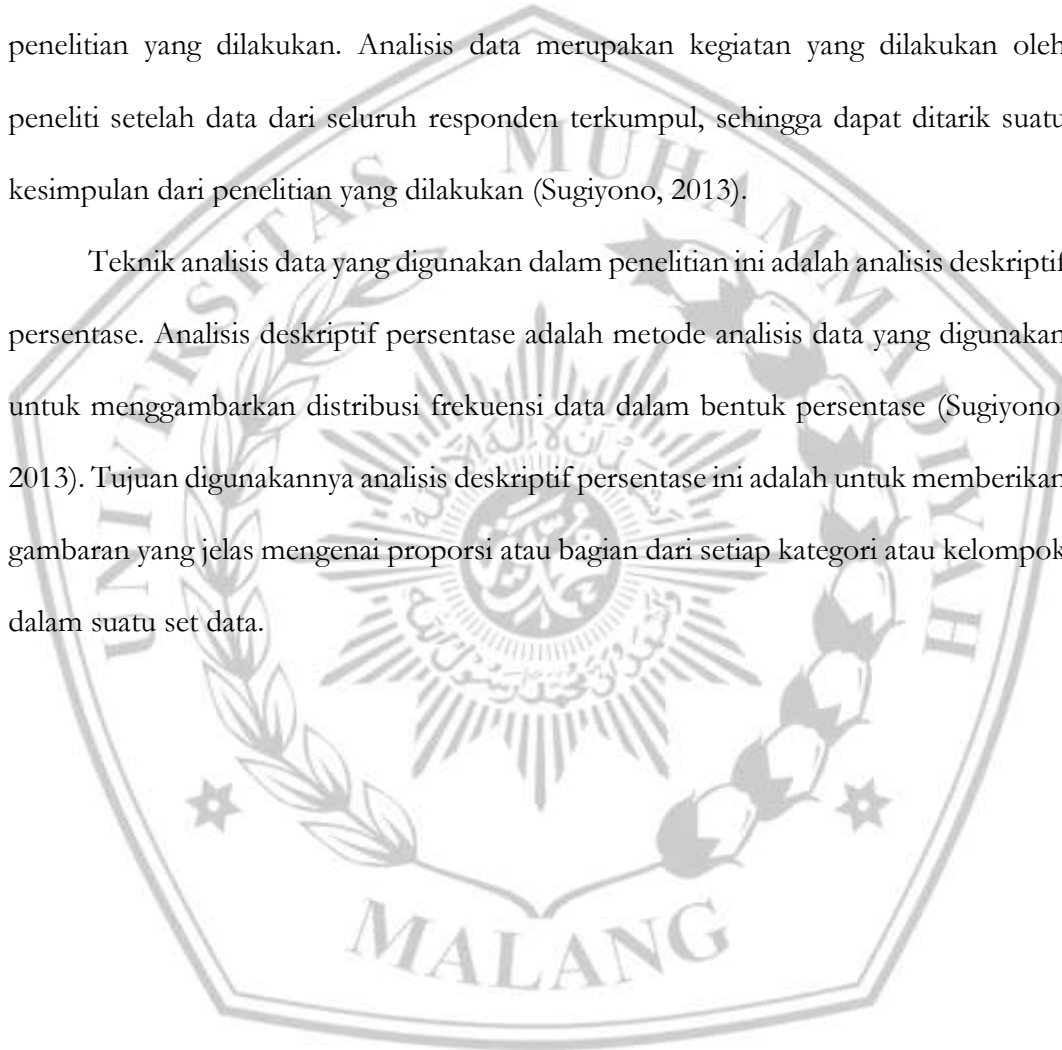 penelitian yang dilakukan. Analisis data merupakan kegiatan yang dilakukan oleh
peneliti setelah data dari seluruh responden terkumpul, sehingga dapat ditarik suatu
kesimpulan dari penelitian yang dilakukan (Sugiyono, 2013).
Teknik analisis data yang digunakan dalam penelitian ini adalah analisis deskriptif
persentase. Analisis deskriptif persentase adalah metode analisis data yang digunakan
untuk menggambarkan distribusi frekuensi data dalam bentuk persentase (Sugiyono,
2013). Tujuan digunakannya analisis deskriptif persentase ini adalah untuk memberikan
gambaran yang jelas mengenai proporsi atau bagian dari setiap kategori atau kelompok
dalam suatu set data.
UNIVERSITAS MUHAMMADIYAH
MALANG